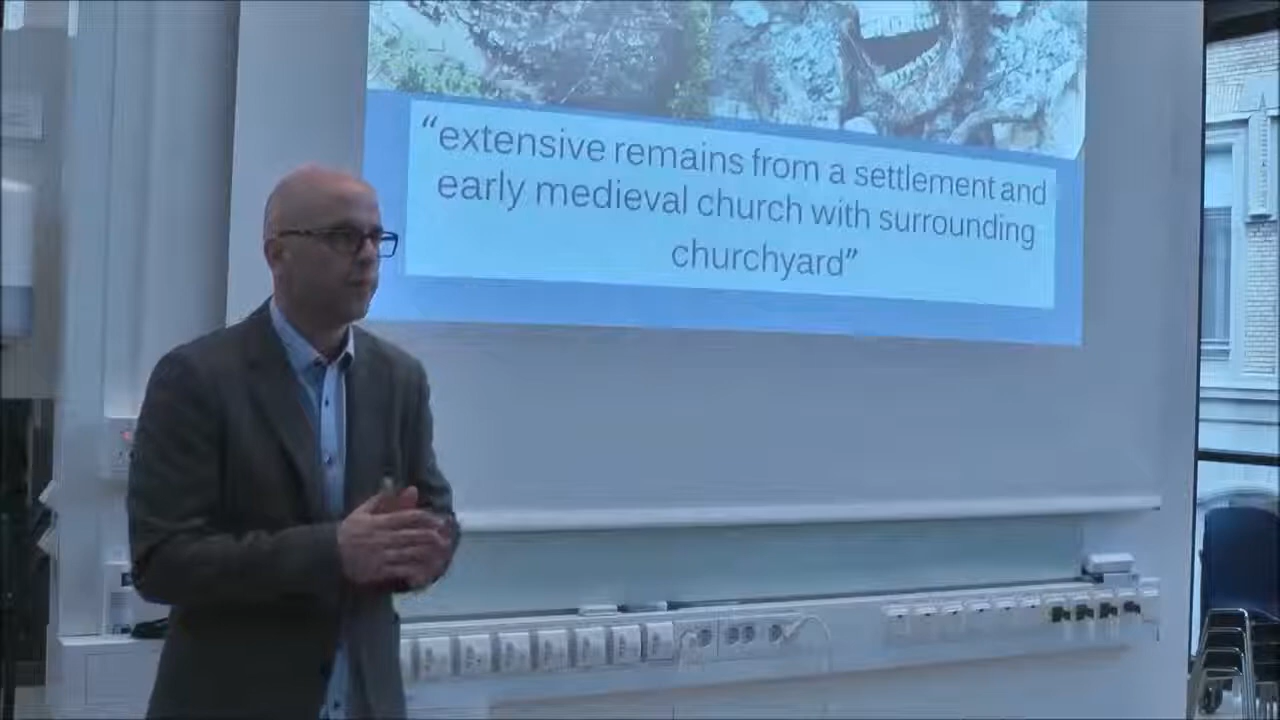 “extensive remains from a settlement and
early medieval church with surrounding
churchyard”